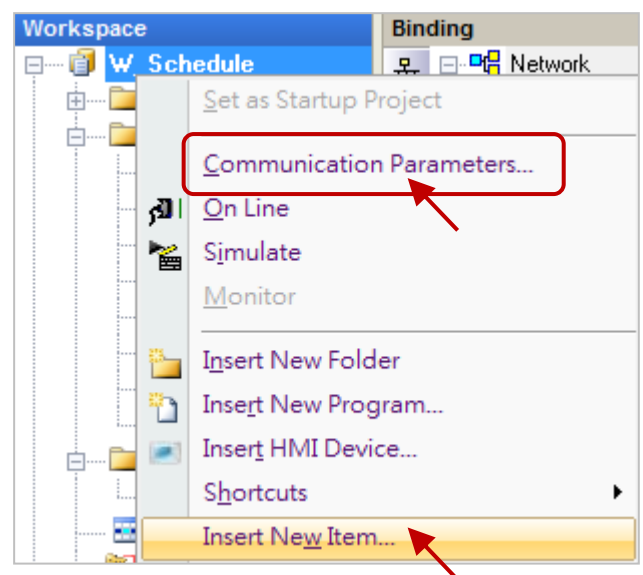 Workspace
Binding
W_Schedule
Network
Set as Startup Project
Communication Parameters...
On Line
Simulate
Monitor
Insert New Folder
Insert New Program...
Insert HMI Device...
Shortcuts
Insert New Item...